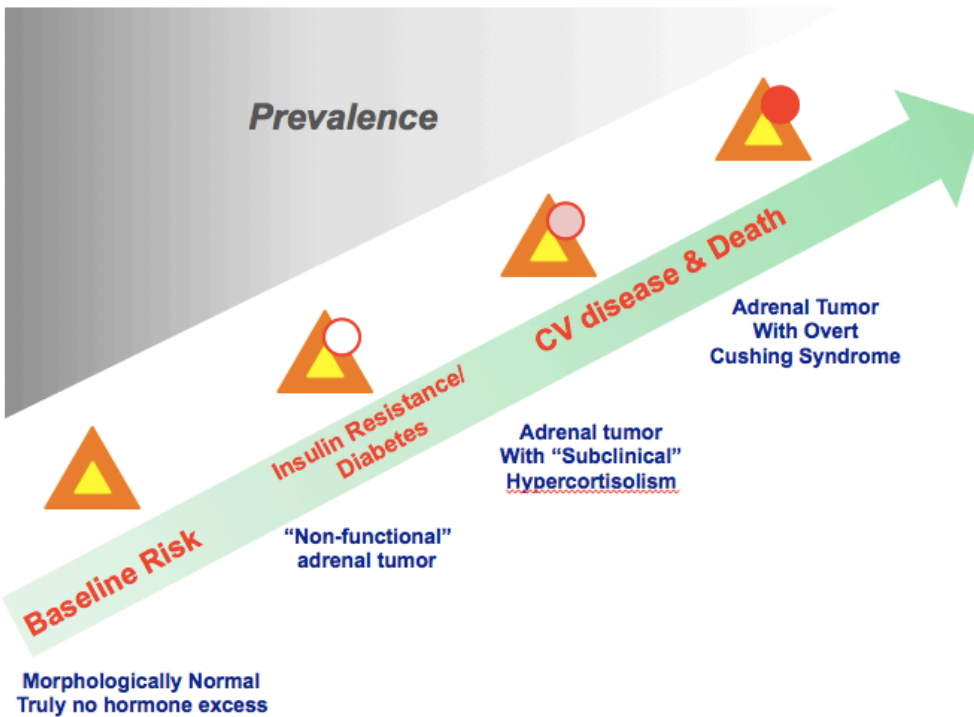 Prevalence
CV disease & Death
Adrenal Tumor
With Overt
Cushing Syndrome
Insulin Resistance/
Diabetes
Adrenal tumor
With “Subclinical”
Hypercortisolism
“Non-functional”
adrenal tumor
Baseline Risk
Morphologically Normal
Truly no hormone excess